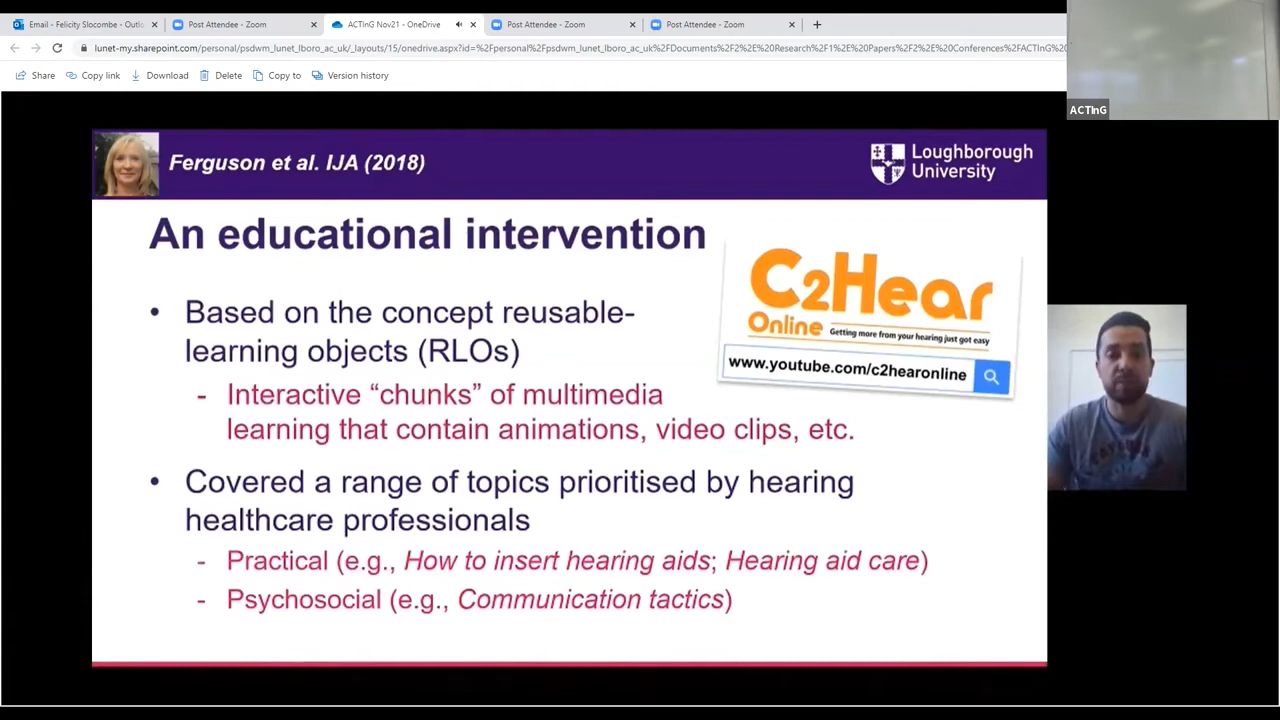 Email - Felicity Slocombe - Outlo
Post Attendee - Zoom
ACTInG Nov21 - OneDrive
Post Attendee - Zoom
Post Attendee - Zoom
lunet-my.sharepoint.com/personal/psdwm_lunet_lboro_ac_uk/_layouts/15/onedrive.aspx?id=%2Fpersonal%2Fpsdwm_lunet_lboro_ac_uk%2FDocuments%2F2%2E%20Research%2F1%2E%20Papers%2F2%2E%20Conferences%2FACTInG%20
Share Copy link Download Delete Copy to Version history
ACTInG
Ferguson et al. IJA (2018)
Loughborough
University
An educational intervention
C2Hear
Online Getting more from your hearing just got easy
www.youtube.com/c2hearonline
• Based on the concept reusable-
learning objects (RLOs)
- Interactive “chunks” of multimedia
learning that contain animations, video clips, etc.
• Covered a range of topics prioritised by hearing
healthcare professionals
- Practical (e.g., How to insert hearing aids; Hearing aid care)
- Psychosocial (e.g., Communication tactics)